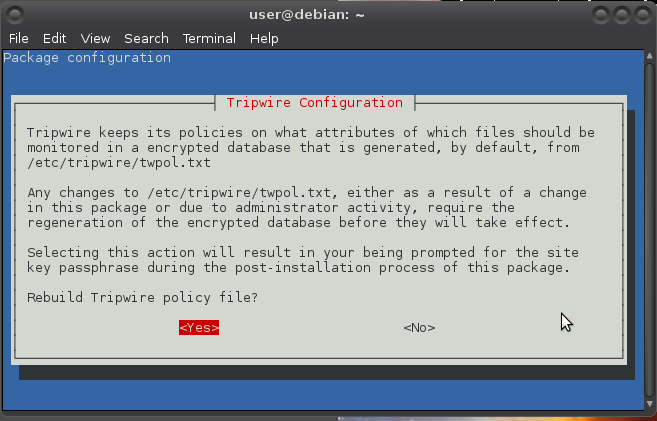 user@debian: ~
File Edit View Search Terminal Help
Package configuration
Tripwire Configuration
Tripwire keeps its policies on what attributes of which files should be
monitored in a encrypted database that is generated, by default, from
/etc/tripwire/twpol.txt
Any changes to /etc/tripwire/twpol.txt, either as a result of a change
in this package or due to administrator activity, require the
regeneration of the encrypted database before they will take effect.
Selecting this action will result in your being prompted for the site
key passphrase during the post-installation process of this package.
Rebuild Tripwire policy file?
<Yes> <No>